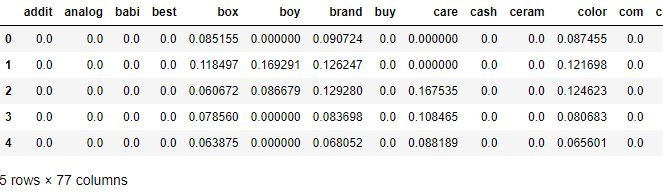 addit analog babi best box boy brand buy care cash ceram color com c
0 0.0 0.0 0.0 0.0 0.085155 0.000000 0.090724 0.0 0.000000 0.0 0.0 0.087455 0.0
1 0.0 0.0 0.0 0.0 0.118497 0.169291 0.126247 0.0 0.000000 0.0 0.0 0.121698 0.0
2 0.0 0.0 0.0 0.0 0.060672 0.086679 0.129280 0.0 0.167535 0.0 0.0 0.124623 0.0
3 0.0 0.0 0.0 0.0 0.078560 0.000000 0.083698 0.0 0.108465 0.0 0.0 0.080683 0.0
4 0.0 0.0 0.0 0.0 0.063875 0.000000 0.068052 0.0 0.088189 0.0 0.0 0.065601 0.0
5 rows × 77 columns